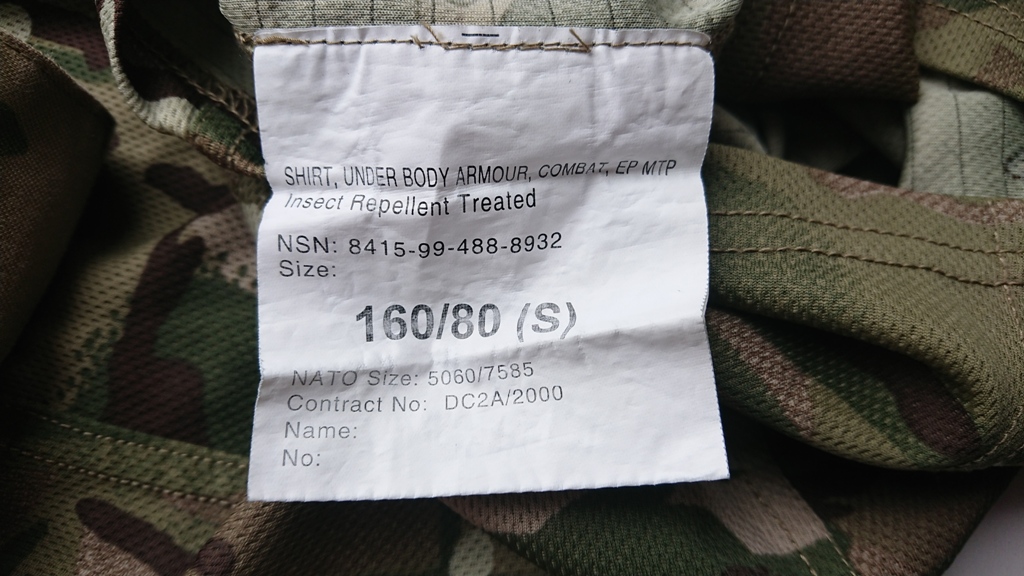 SHIRT, UNDER BODY ARMOUR, COMBAT, EP MTP
Insect Repellent Treated
NSN: 8415-99-488-8932
Size:
160/80 (S)
NATO Size: 5060/7585
Contract No: DC2A/2000
Name:
No: